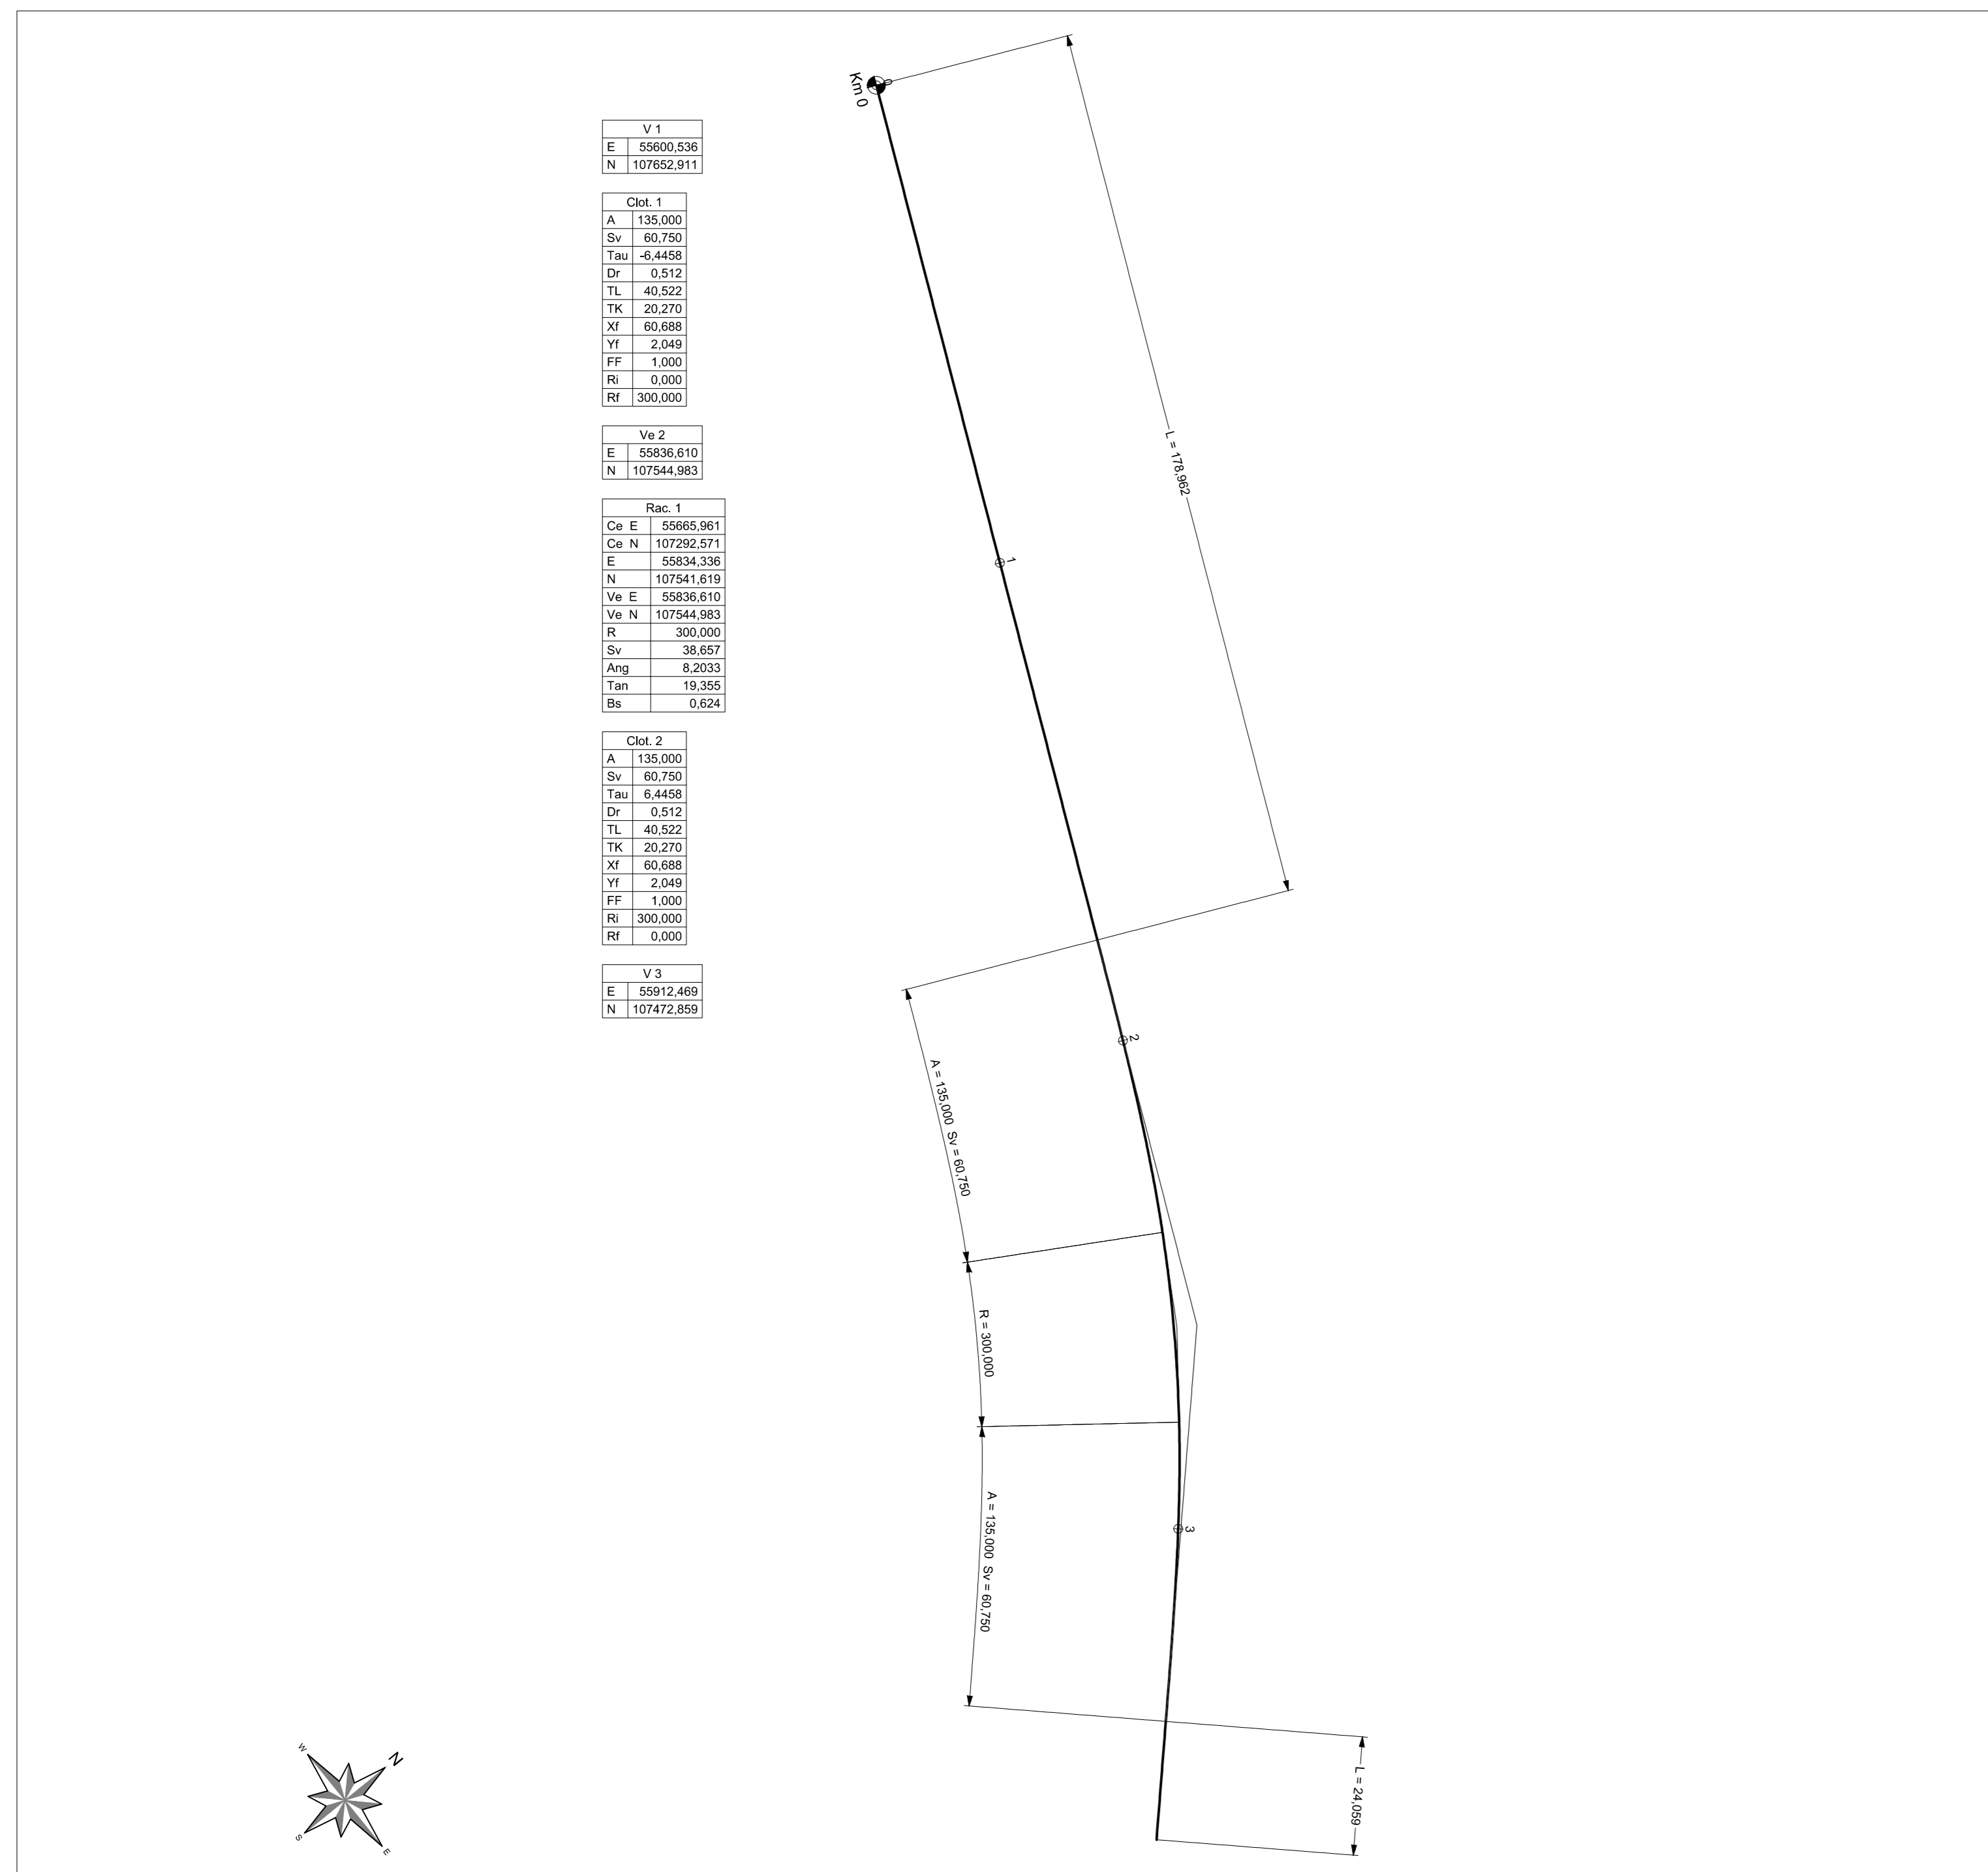 V 1
E 55600,536
N 107652,911
Clot. 1
A 135,000
Sv 60,750
Tau -6,4458
Dr 0,512
TL 40,522
TK 20,270
Xf 60,688
Yf 2,049
FF 1,000
Ri 0,000
Rf 300,000
Ve 2
E 55836,610
N 107544,983
Rac. 1
Ce E 55665,961
Ce N 107292,571
E 55834,336
N 107541,619
Ve E 55836,610
Ve N 107544,983
R 300,000
Sv 38,657
Ang 8,2033
Tan 19,355
Bs 0,624
Clot. 2
A 135,000
Sv 60,750
Tau 6,4458
Dr 0,512
TL 40,522
TK 20,270
Xf 60,688
Yf 2,049
FF 1,000
Ri 300,000
Rf 0,000
V 3
E 55912,469
N 107472,859
Km 0
0
L = 178,962
1
2
A = 135,000 Sv = 60,750
R = 300,000
3
A = 135,000 Sv = 60,750
L = 24,059
W
N
S
E